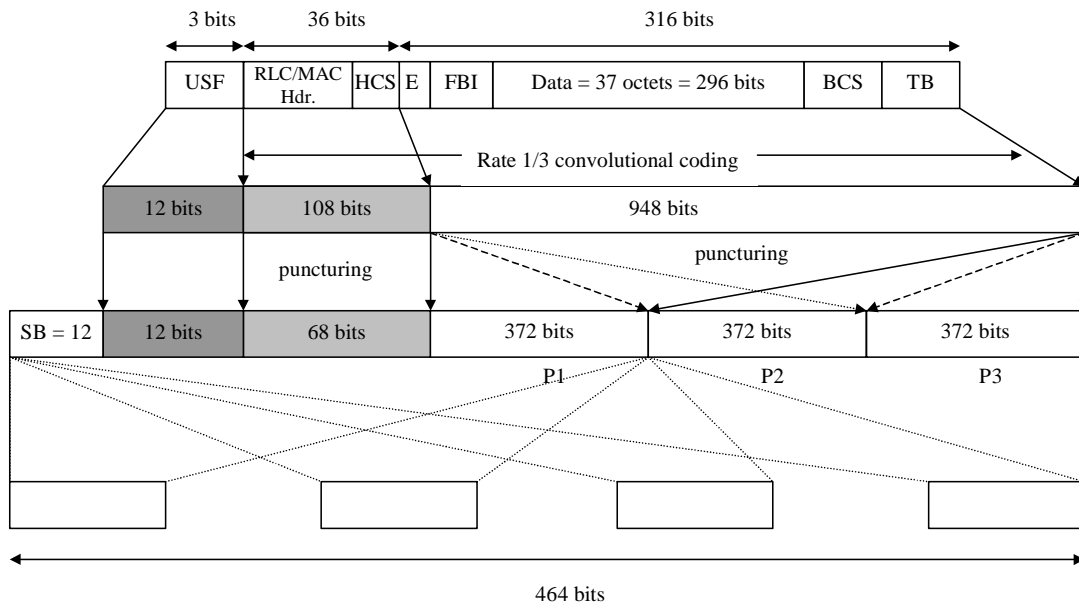 3 bits
36 bits
316 bits
USF
RLC/MAC
Hdr.
HCS
E
FBI
Data = 37 octets = 296 bits
BCS
TB
Rate 1/3 convolutional coding
12 bits
108 bits
948 bits
puncturing
puncturing
SB = 12
12 bits
68 bits
372 bits
372 bits
372 bits
P1
P2
P3
464 bits